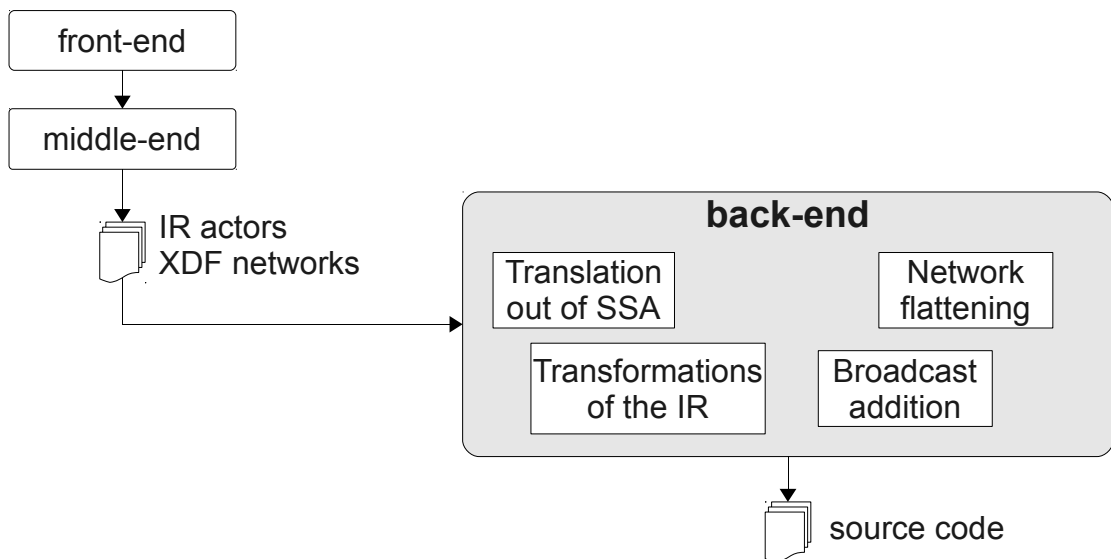 front-end
middle-end
IR actors
XDF networks
back-end
Translation
out of SSA
Network
flattening
Transformations
of the IR
Broadcast
addition
source code